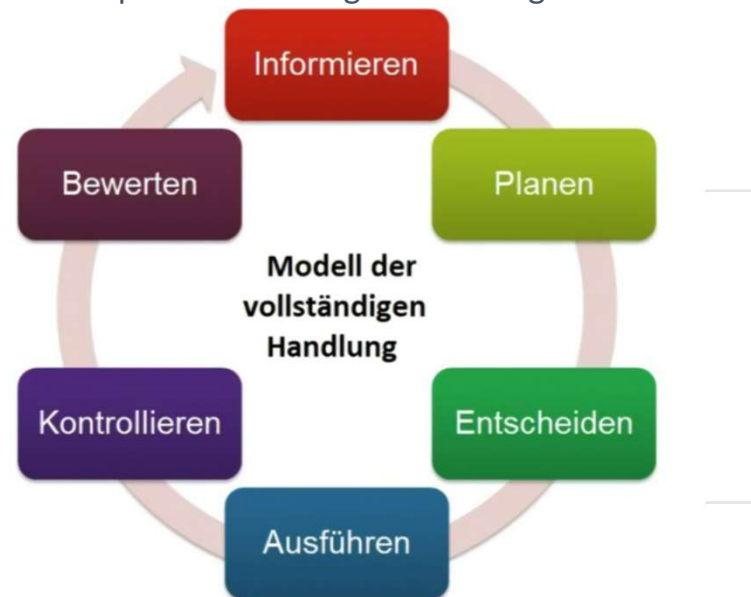 Informieren
Planen
Entscheiden
Ausführen
Kontrollieren
Bewerten
Modell der
vollständigen
Handlung